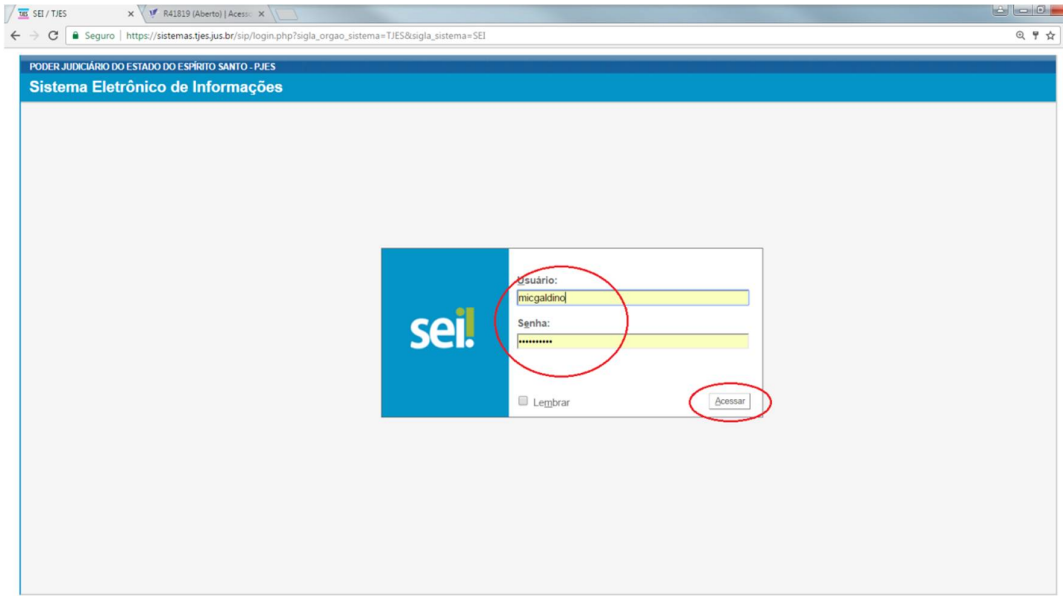 SEI / TJES
R41819 (Aberto) | Acess
Seguro | https://sistemas.tjes.jus.br/sip/login.php?sigla_orgao_sistema=TJES&sigla_sistema=SEI
PODER JUDICIÁRIO DO ESTADO DO ESPÍRITO SANTO - PJES
Sistema Eletrônico de Informações
sei!
Usuário:
micgaldino
Senha:
••••••••••
Lembrar
Acessar